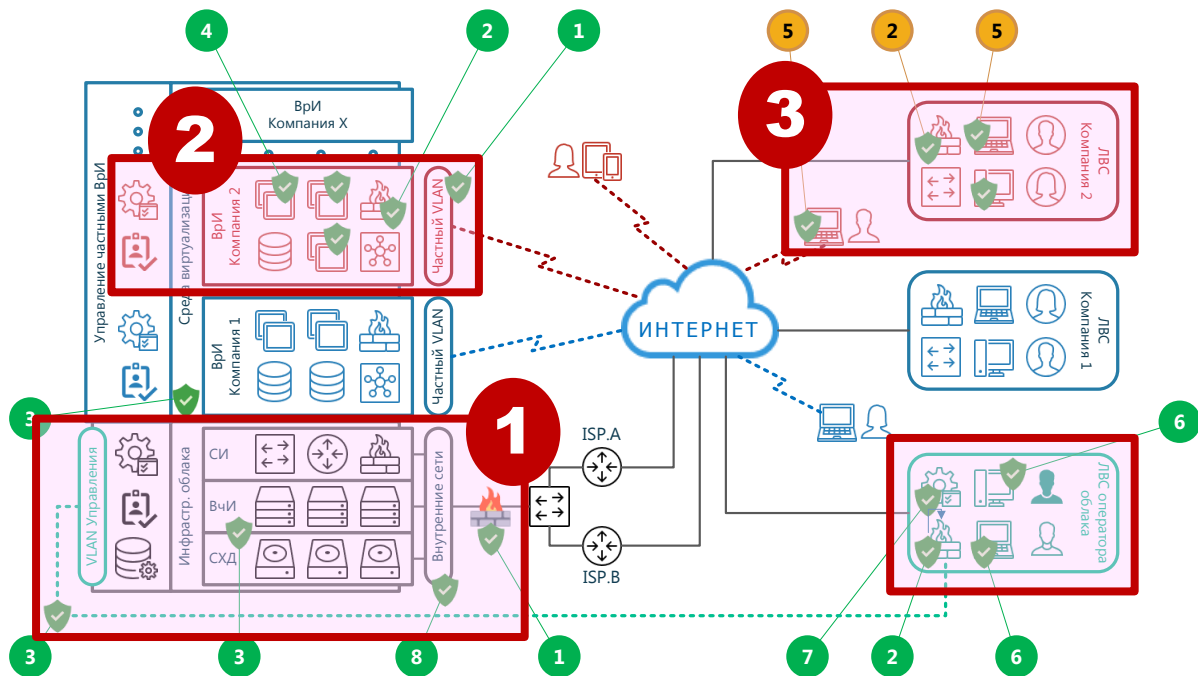 4
2
1
5
2
5
ВрИ
Компания X
2
3
Управление частными ВрИ
Среда виртуализаци
ВрИ
Компания 2
Частный VLAN
ЛВС
Компания 2
ВрИ
Компания 1
Частный VLAN
ИНТЕРНЕТ
ЛВС
Компания 1
3
1
6
VLAN Управления
Инфрастр. облака
СИ
ВчИ
СХД
Внутренние сети
ISP.A
ISP.B
ЛВС оператора
облака
3
3
8
1
7
2
6